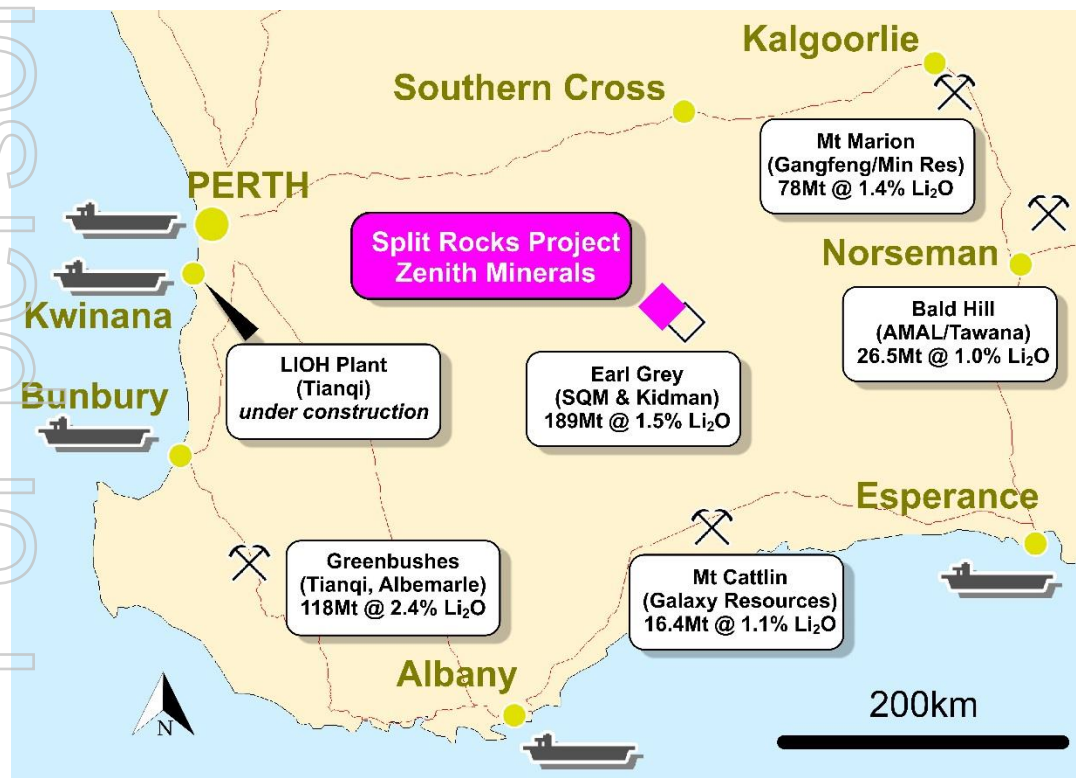 Kalgoorlie
Southern Cross
Mt Marion
(Gangfeng/Min Res)
78Mt @ 1.4% Li₂O
PERTH
Split Rocks Project
Zenith Minerals
Norseman
Kwinana
Bald Hill
(AMAL/Tawana)
26.5Mt @ 1.0% Li₂O
LIOH Plant
(Tianqi)
under construction
Earl Grey
(SQM & Kidman)
189Mt @ 1.5% Li₂O
Bunbury
Esperance
Greenbushes
(Tianqi, Albemarle)
118Mt @ 2.4% Li₂O
Mt Cattlin
(Galaxy Resources)
16.4Mt @ 1.1% Li₂O
Albany
200km
N